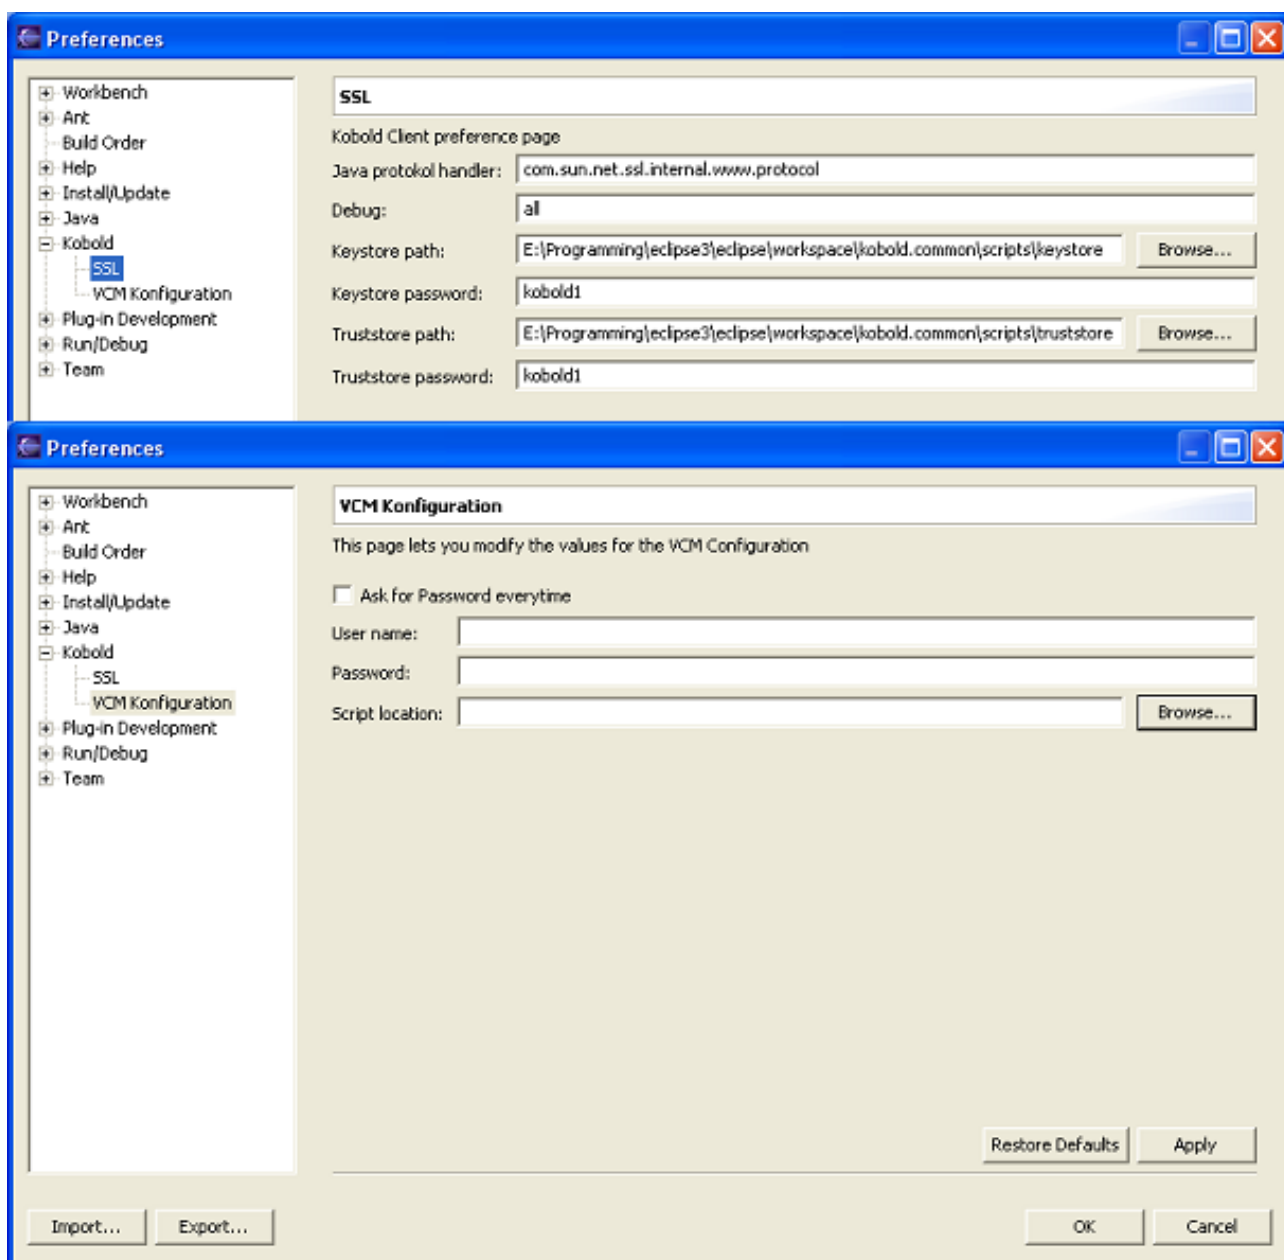 Preferences
Workbench
Ant
Build Order
Help
Install/Update
Java
Kobold
SSL
VCM Konfiguration
Plug-in Development
Run/Debug
Team
SSL
Kobold Client preference page
Java protokol handler: com.sun.net.ssl.internal.www.protocol
Debug: all
Keystore path: E:\Programming\eclipse3\eclipse\workspace\kobold.common\scripts\keystore Browse...
Keystore password: kobold1
Truststore path: E:\Programming\eclipse3\eclipse\workspace\kobold.common\scripts\truststore Browse...
Truststore password: kobold1
Preferences
Workbench
Ant
Build Order
Help
Install/Update
Java
Kobold
SSL
VCM Konfiguration
Plug-in Development
Run/Debug
Team
VCM Konfiguration
This page lets you modify the values for the VCM Configuration
Ask for Password everytime
User name:
Password:
Script location: Browse...
Restore Defaults Apply
Import... Export... OK Cancel